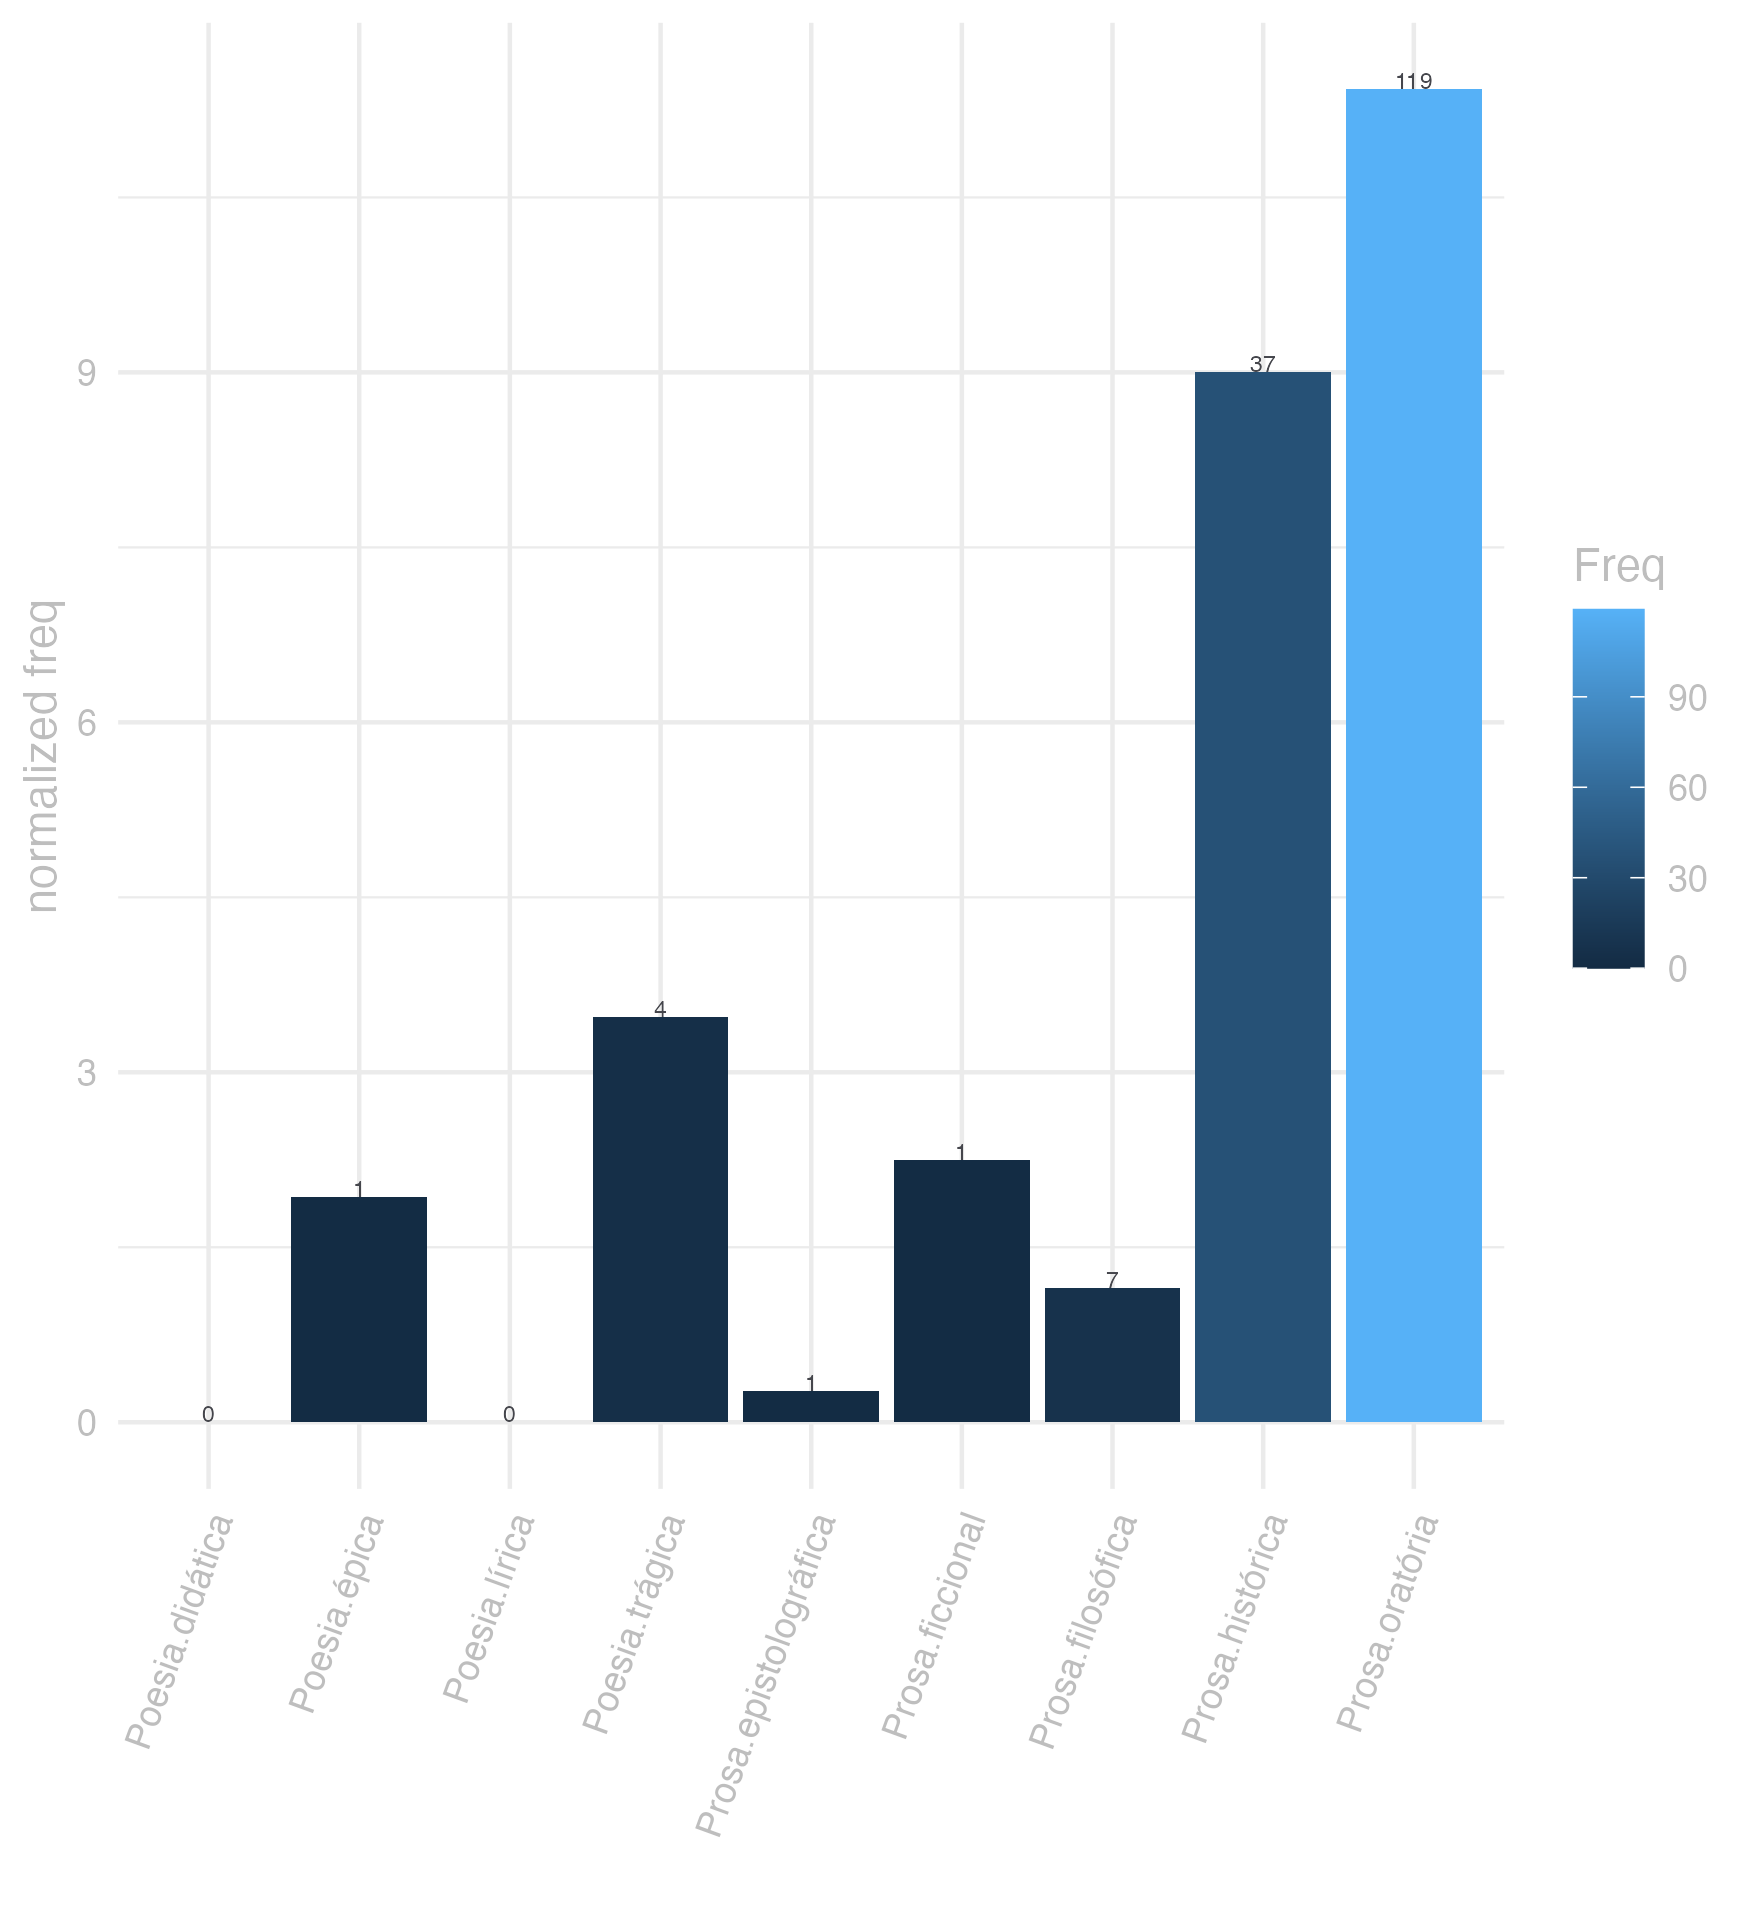 119
37
4
1
1
7
1
0
0
9
6
3
0
normalized freq
Poesia.didática
Poesia.épica
Poesia.lírica
Poesia.trágica
Prosa.epistolográfica
Prosa.ficcional
Prosa.filosófica
Prosa.histórica
Prosa.oratória
Freq
90
60
30
0